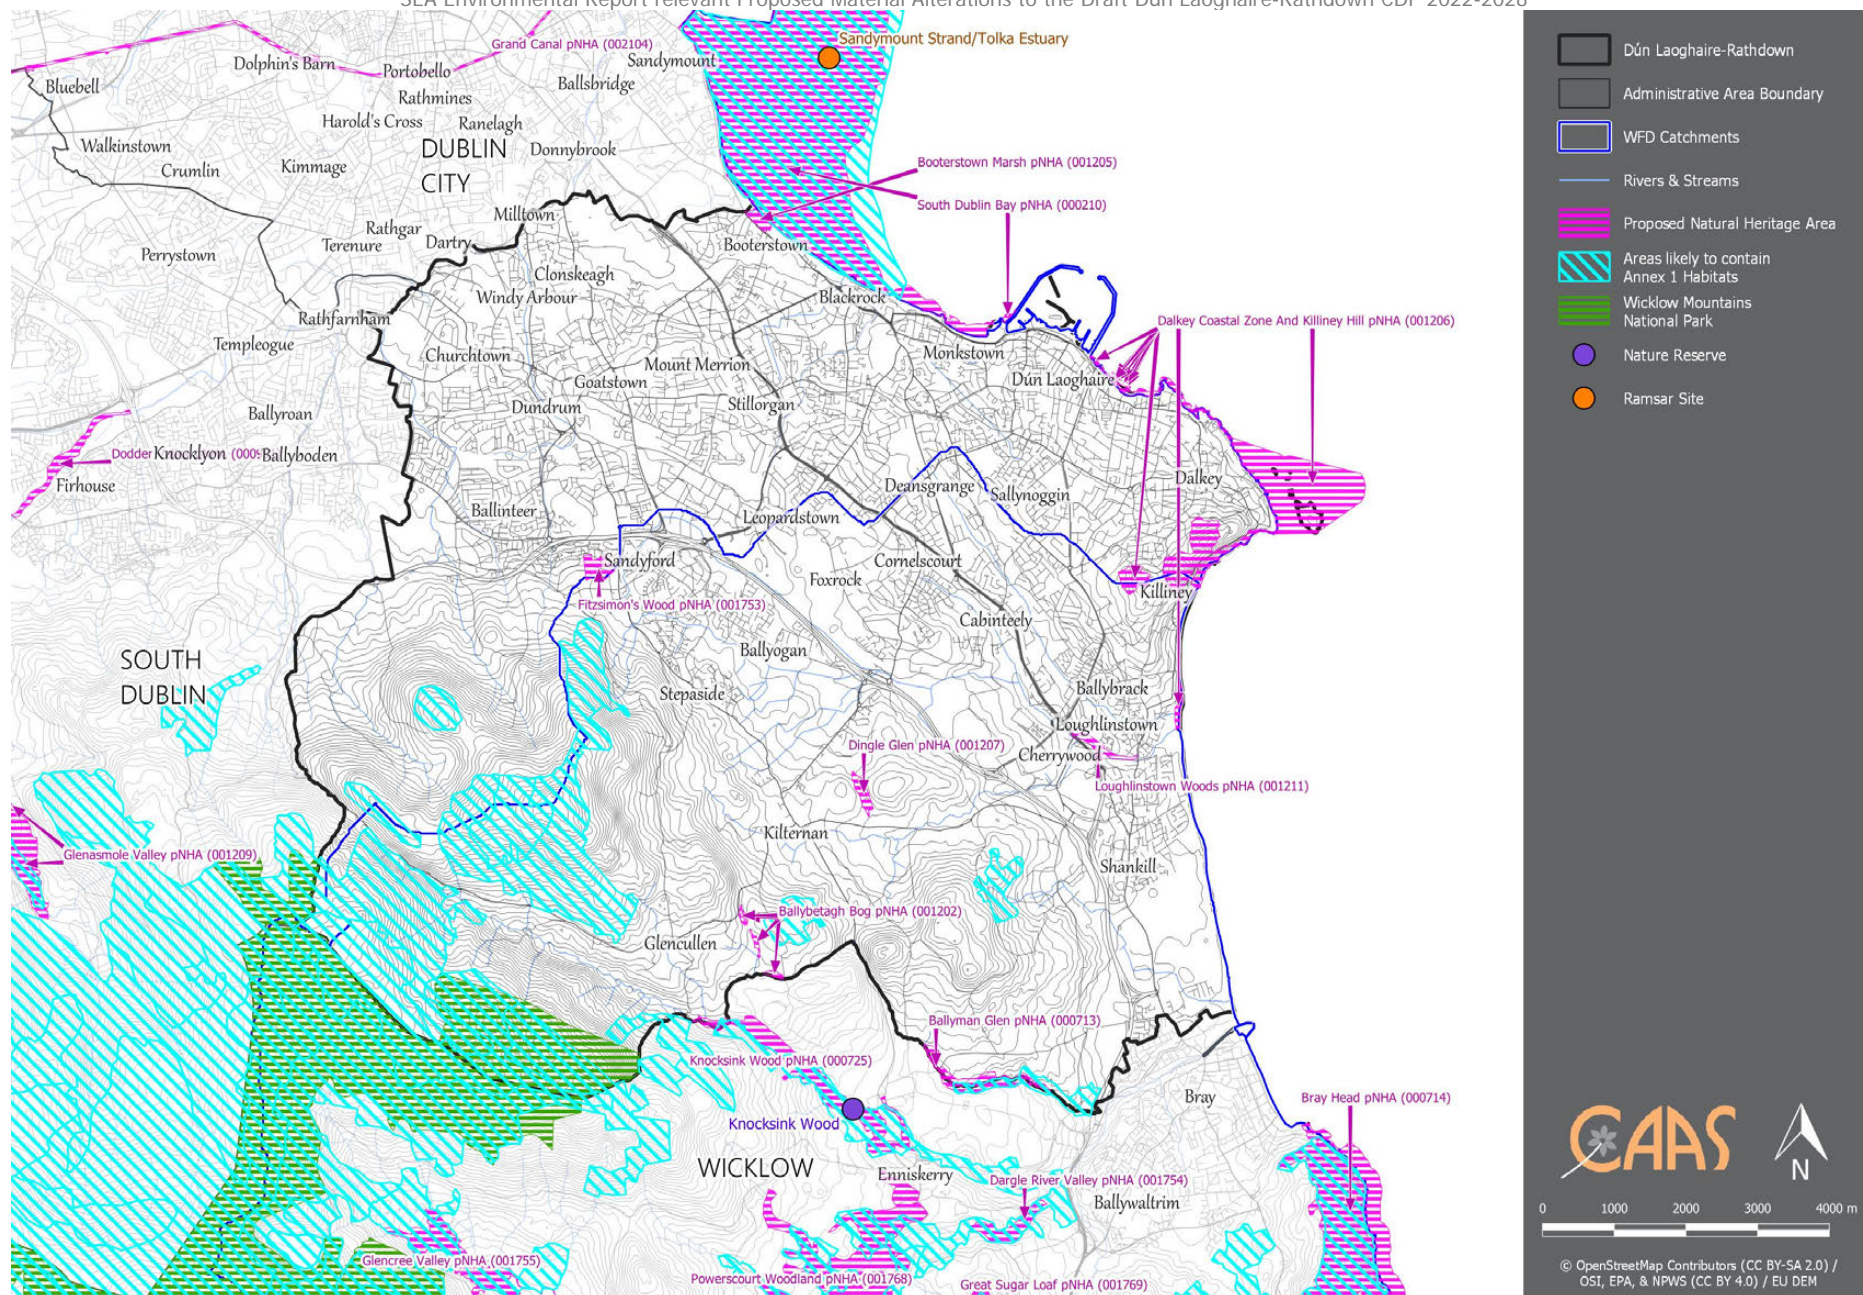 SEA Environmental Report relevant Proposed Material Alterations to the Draft Dún Laoghaire-Rathdown CDP 2022-2028
Sandymount Strand/Tolka Estuary
Grand Canal pNHA (002104)
Sandymount
Dolphin's Barn
Portobello
Bluebell
Ballsbridge
Rathmines
Harold's Cross
Ranelagh
Walkinstown
DUBLIN
CITY
Donnybrook
Crumlin
Kimmage
Booterstown Marsh pNHA (001205)
South Dublin Bay pNHA (000210)
Milltown
Rathgar
Terenure
Dartry
Booterstown
Perrystown
Clonskeagh
Windy Arbour
Blackrock
Rathfarnham
Dalkey Coastal Zone And Killiney Hill pNHA (001206)
Templeogue
Churchtown
Monkstown
Mount Merrion
Goatstown
Dún Laoghaire
Ballyroan
Dundrum
Stillorgan
Dodder
Knocklyon
Ballyboden
Firhouse
Dalkey
Deansgrange
Sallynoggin
Ballinteer
Leopardstown
Sandyford
Cornelscourt
Foxrock
Killiney
Fitzsimon's Wood pNHA (001753)
Cabinteely
SOUTH
DUBLIN
Ballyogan
Stepaside
Ballybrack
Loughlinstown
Dingle Glen pNHA (001207)
Cherrywood
Loughlinstown Woods pNHA (001211)
Kilternan
Glenasmole Valley pNHA (001209)
Shankill
Ballybetagh Bog pNHA (001202)
Glencullen
Ballyman Glen pNHA (000713)
Knocksink Wood pNHA (000725)
Bray
Bray Head pNHA (000714)
Knocksink Wood
WICKLOW
Enniskerry
Dargle River Valley pNHA (001754)
Ballywaltrim
Glencree Valley pNHA (001755)
Powerscourt Woodland pNHA (001768)
Great Sugar Loaf pNHA (001769)
Dún Laoghaire-Rathdown
Administrative Area Boundary
WFD Catchments
Rivers & Streams
Proposed Natural Heritage Area
Areas likely to contain
Annex 1 Habitats
Wicklow Mountains
National Park
Nature Reserve
Ramsar Site
CAAS
N
0 1000 2000 3000 4000 m
© OpenStreetMap Contributors (CC BY-SA 2.0) /
OSI, EPA, & NPWS (CC BY 4.0) / EU DEM